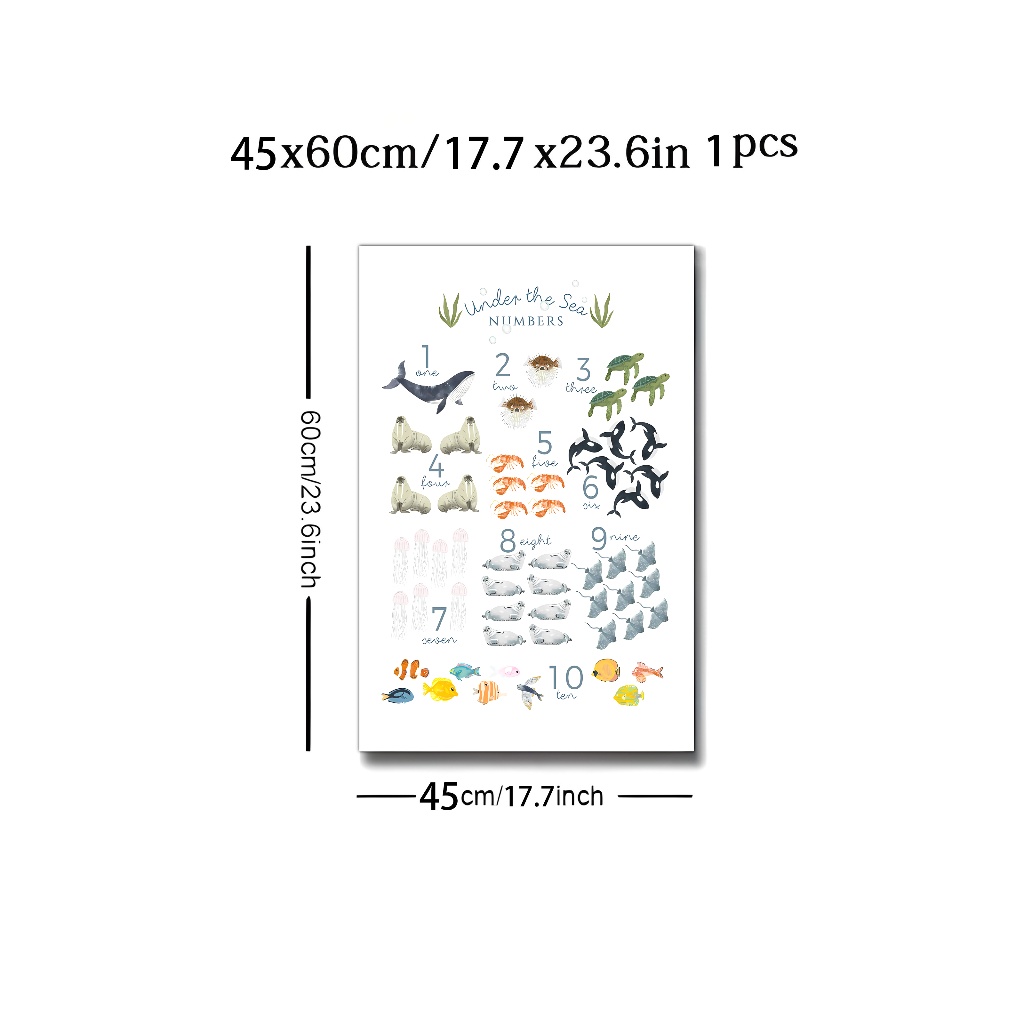 45x60cm/17.7 x23.6in 1pcs
60cm/23.6inch
Under the Sea
NUMBERS
1
one
2
two
3
three
4
four
5
five
6
six
7
seven
8 eight
9 nine
10
ten
45cm/17.7inch